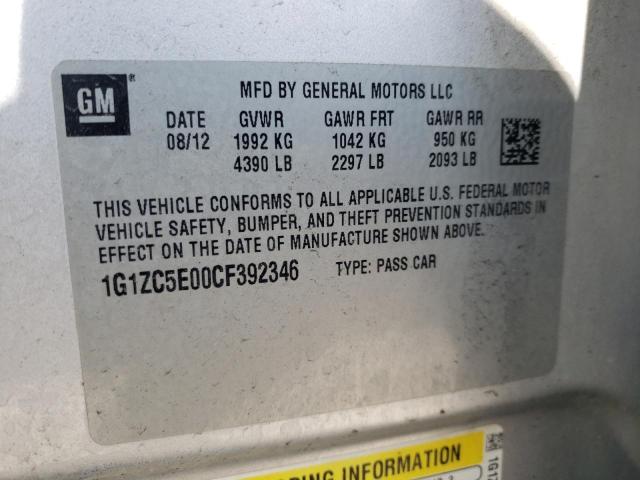 GM
MFD BY GENERAL MOTORS LLC
DATE GVWR GAWR FRT GAWR RR
08/12 1992 KG 1042 KG 950 KG
4390 LB 2297 LB 2093 LB
THIS VEHICLE CONFORMS TO ALL APPLICABLE U.S. FEDERAL MOTOR
VEHICLE SAFETY, BUMPER, AND THEFT PREVENTION STANDARDS IN
EFFECT ON THE DATE OF MANUFACTURE SHOWN ABOVE.
1G1ZC5E00CF392346 TYPE: PASS CAR
INFORMATION